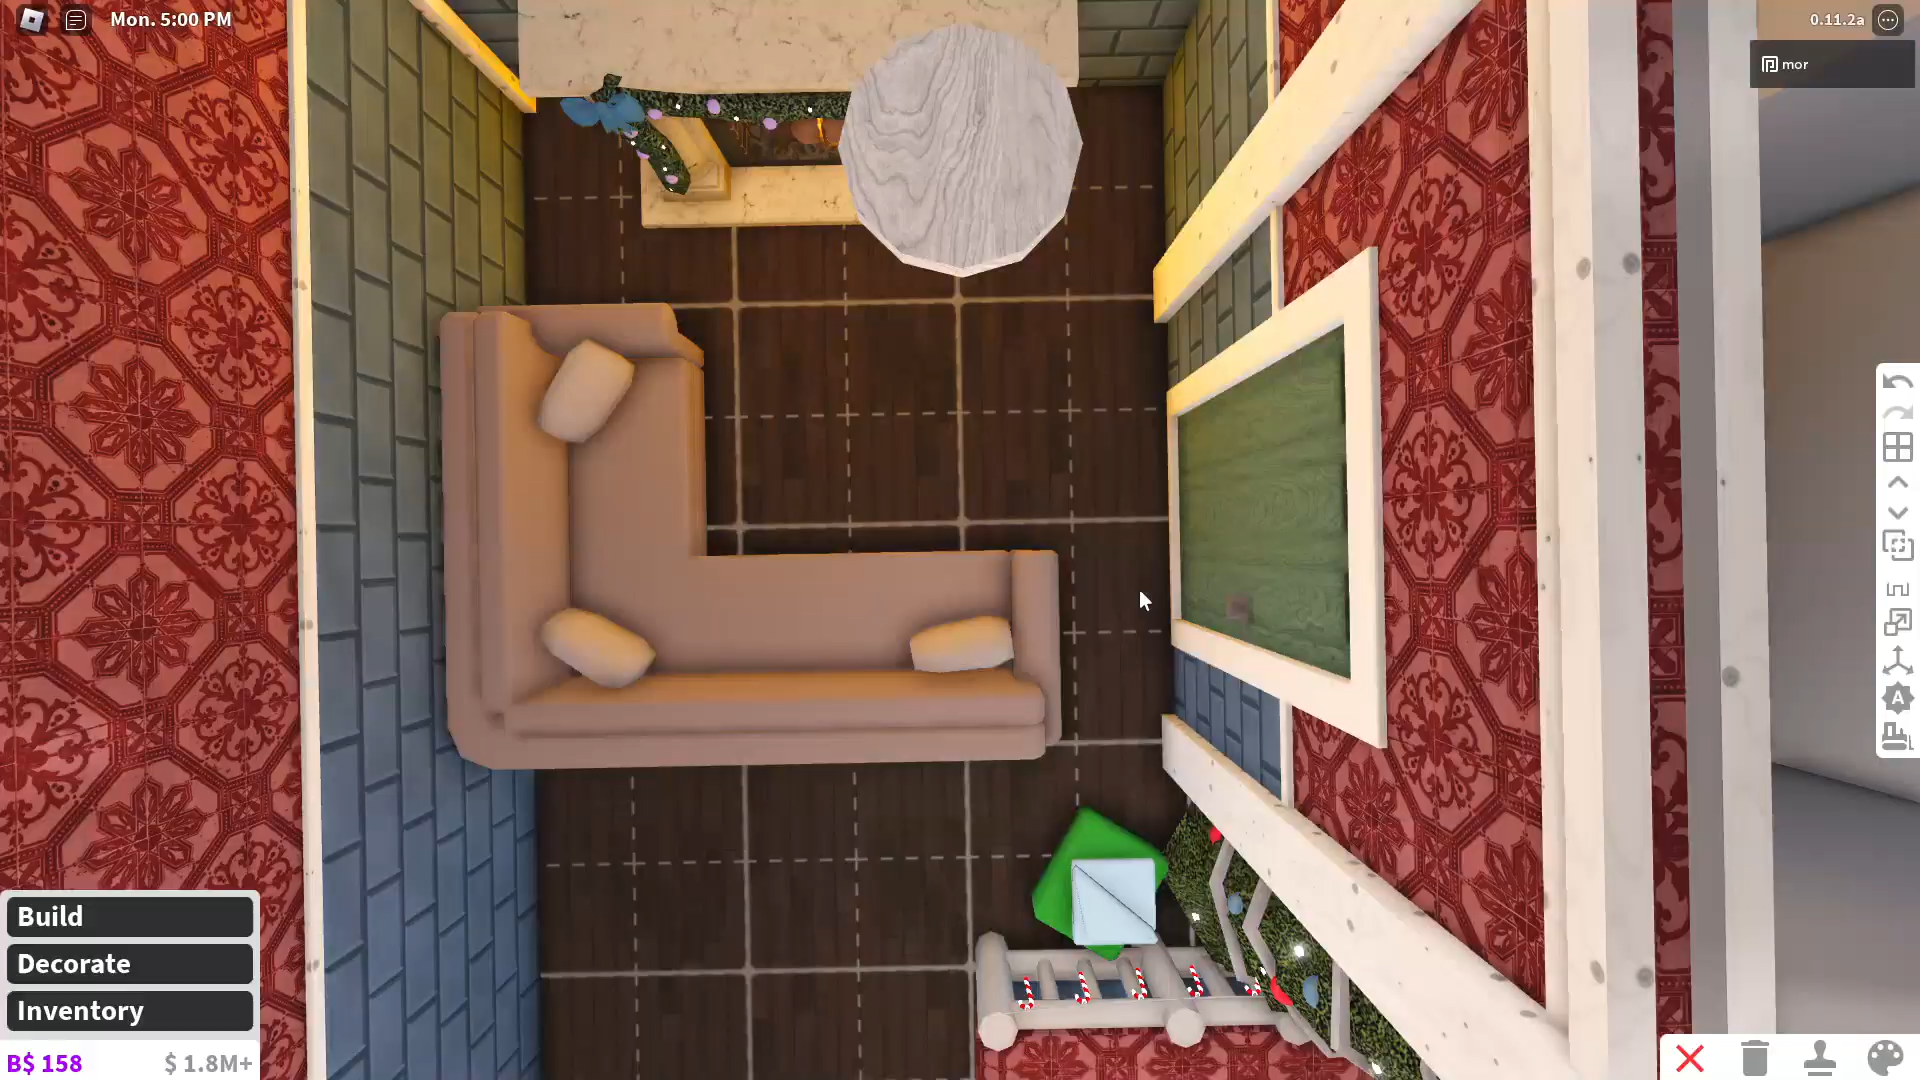 Mon. 5:00 PM
0.11.2a
mor
Build
Decorate
Inventory
B$ 158
$ 1.8M+
A